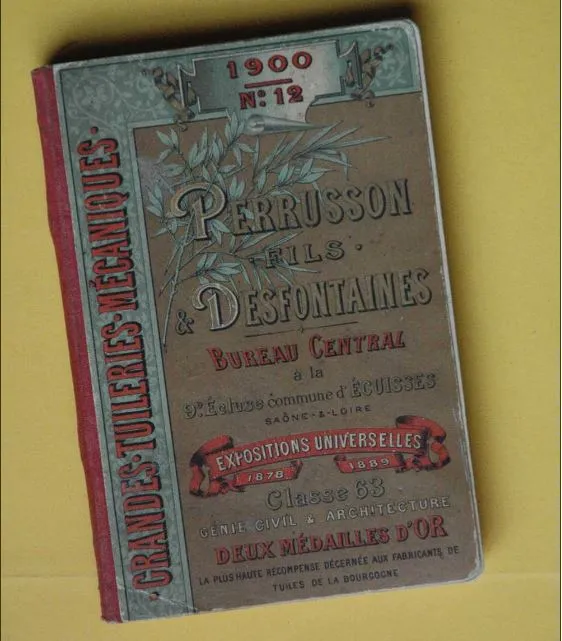 1900
Nº 12
GRANDES·TUILERIES·MÉCANIQUES·
PERRUSSON
·FILS·
& DESFONTAINES
BUREAU CENTRAL
à la
9e Écluse commune d'ÉCUISSES
SAÔNE-&-LOIRE
EXPOSITIONS UNIVERSELLES
1878 1889
Classe 63
GÉNIE CIVIL & ARCHITECTURE
DEUX MÉDAILLES D'OR
LA PLUS HAUTE RÉCOMPENSE DÉCERNÉE AUX FABRICANTS DE
TUILES DE LA BOURGOGNE